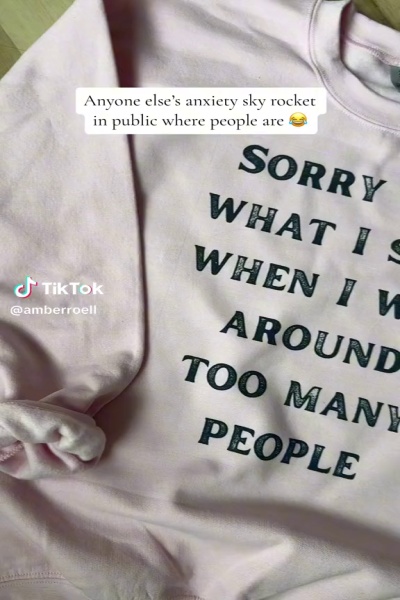 Anyone else's anxiety sky rocket
in public where people are 😂
SORRY
WHAT I
WHEN I
AROUND
TOO MANY
PEOPLE
TikTok
@amberroell